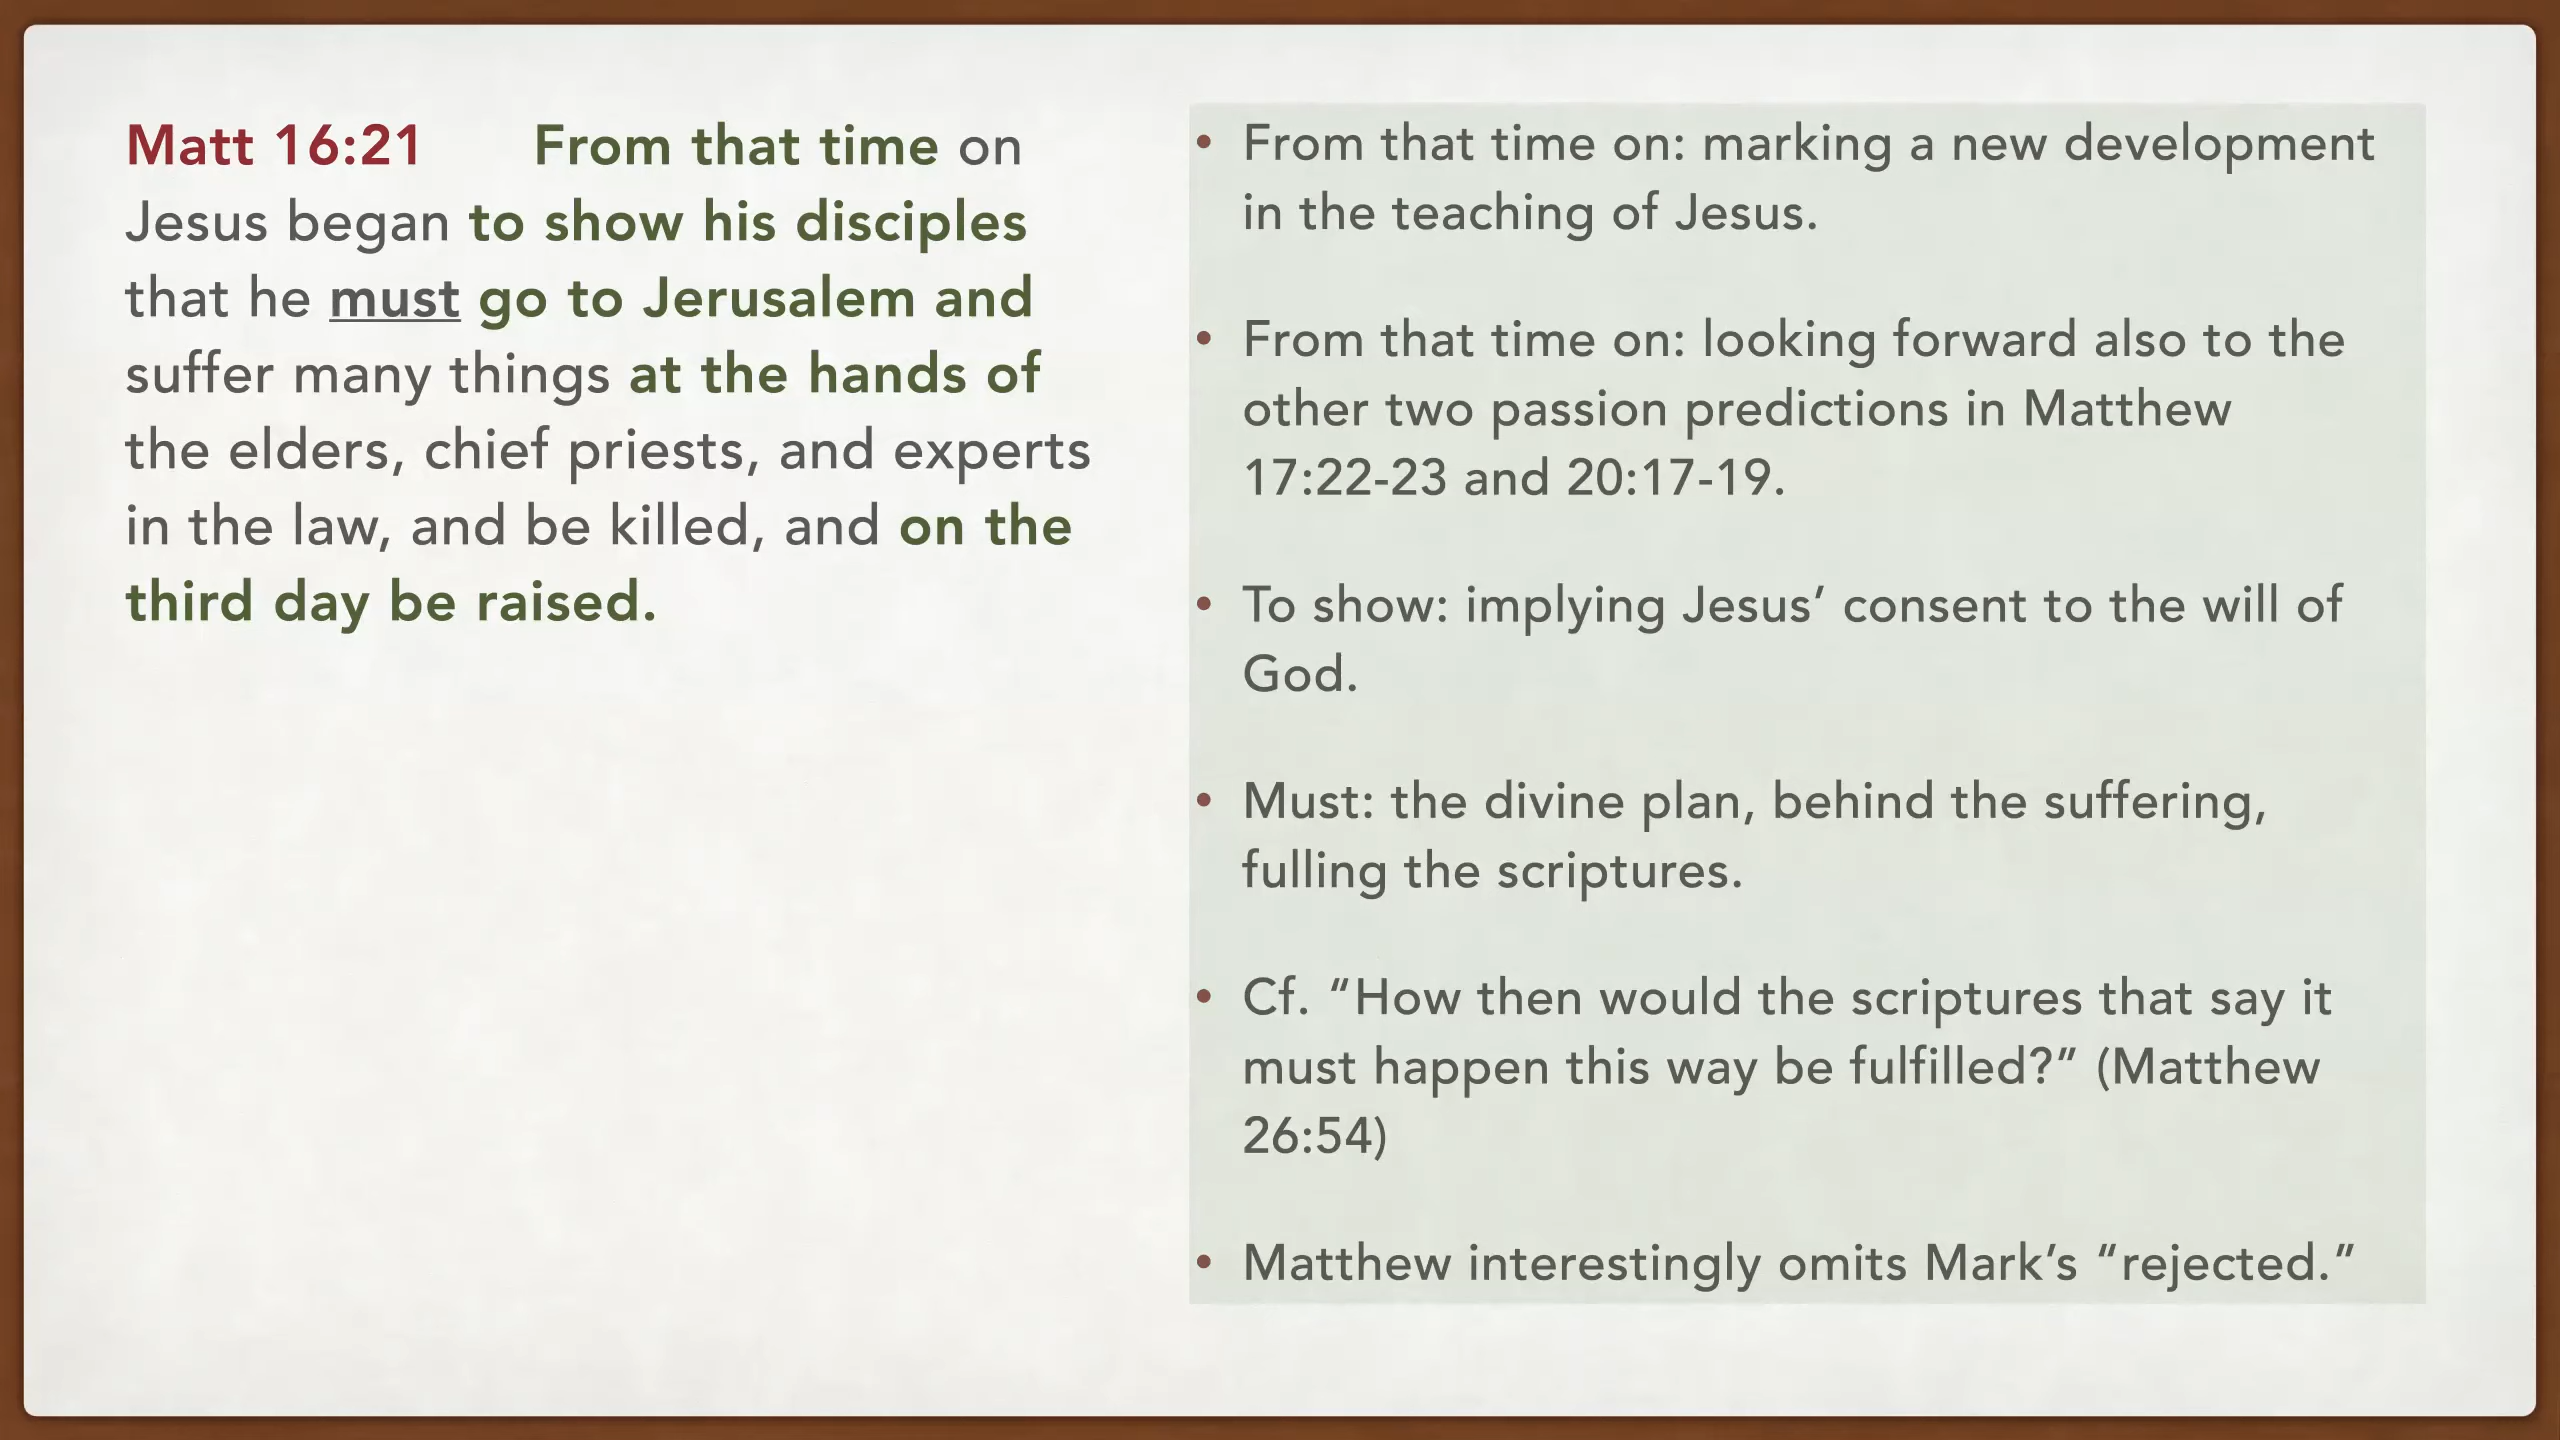 Matt 16:21 From that time on
Jesus began to show his disciples
that he must go to Jerusalem and
suffer many things at the hands of
the elders, chief priests, and experts
in the law, and be killed, and on the
third day be raised.
• From that time on: marking a new development
in the teaching of Jesus.
• From that time on: looking forward also to the
other two passion predictions in Matthew
17:22-23 and 20:17-19.
• To show: implying Jesus’ consent to the will of
God.
• Must: the divine plan, behind the suffering,
fulling the scriptures.
• Cf. “How then would the scriptures that say it
must happen this way be fulfilled?” (Matthew
26:54)
• Matthew interestingly omits Mark’s “rejected.”